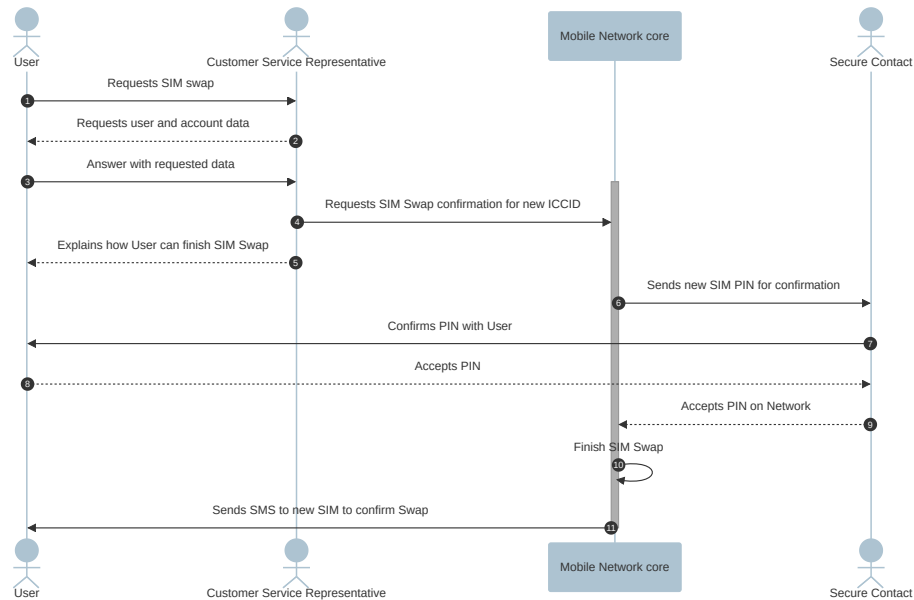 User
Customer Service Representative
Mobile Network core
Secure Contact
Requests SIM swap
1
Requests user and account data
2
Answer with requested data
3
Requests SIM Swap confirmation for new ICCID
4
Explains how User can finish SIM Swap
5
Sends new SIM PIN for confirmation
6
Confirms PIN with User
7
Accepts PIN
8
Accepts PIN on Network
9
Finish SIM Swap
10
Sends SMS to new SIM to confirm Swap
11
User
Customer Service Representative
Mobile Network core
Secure Contact